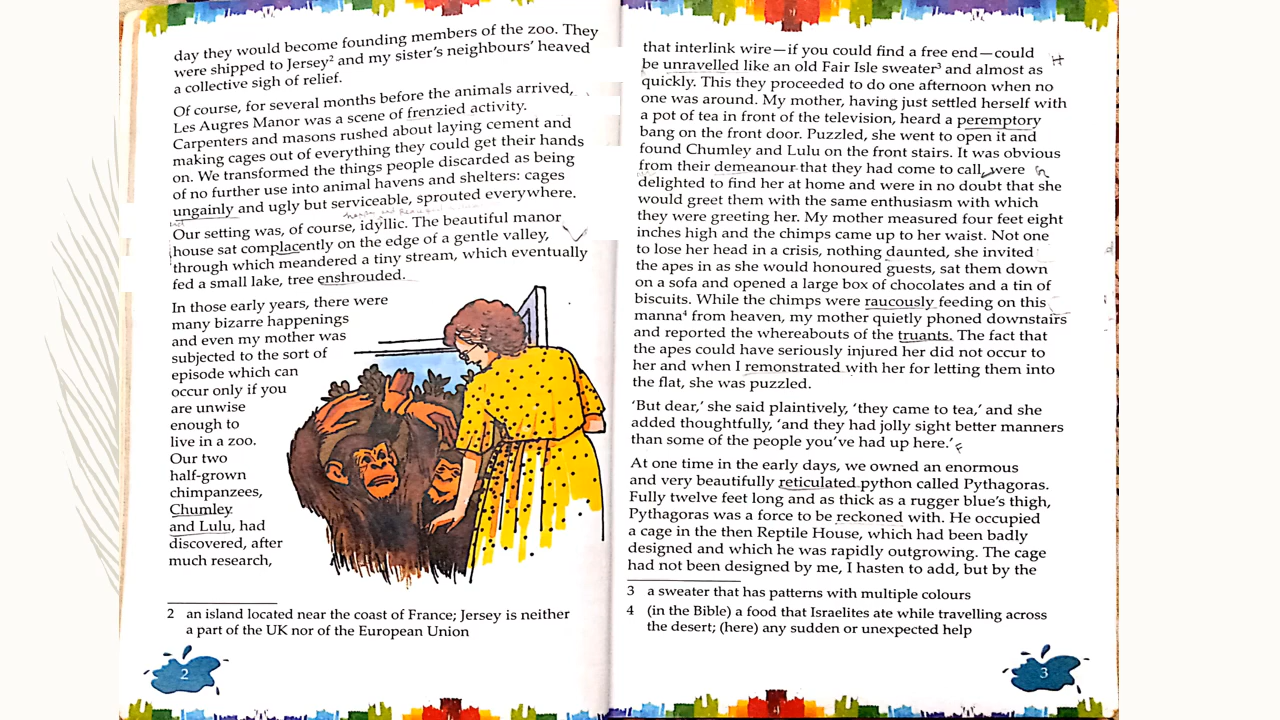 day they would become founding members of the zoo. They
were shipped to Jersey² and my sister's neighbours' heaved
a collective sigh of relief.
Of course, for several months before the animals arrived,
Les Augres Manor was a scene of frenzied activity.
Carpenters and masons rushed about laying cement and
making cages out of everything they could get their hands
on. We transformed the things people discarded as being
of no further use into animal havens and shelters: cages
ungainly and ugly but serviceable, sprouted everywhere.
Our setting was, of course, idyllic. The beautiful manor
house sat complacently on the edge of a gentle valley,
through which meandered a tiny stream, which eventually
fed a small lake, tree enshrouded.
In those early years, there were
many bizarre happenings
and even my mother was
subjected to the sort of
episode which can
occur only if you
are unwise
enough to
live in a zoo.
Our two
half-grown
chimpanzees,
Chumley
and Lulu, had
discovered, after
much research,
2 an island located near the coast of France; Jersey is neither
a part of the UK nor of the European Union
2
that interlink wire—if you could find a free end—could
be unravelled like an old Fair Isle sweater³ and almost as
quickly. This they proceeded to do one afternoon when no
one was around. My mother, having just settled herself with
a pot of tea in front of the television, heard a peremptory
bang on the front door. Puzzled, she went to open it and
found Chumley and Lulu on the front stairs. It was obvious
from their demeanour that they had come to call, were
delighted to find her at home and were in no doubt that she
would greet them with the same enthusiasm with which
they were greeting her. My mother measured four feet eight
inches high and the chimps came up to her waist. Not one
to lose her head in a crisis, nothing daunted, she invited
the apes in as she would honoured guests, sat them down
on a sofa and opened a large box of chocolates and a tin of
biscuits. While the chimps were raucously feeding on this
manna⁴ from heaven, my mother quietly phoned downstairs
and reported the whereabouts of the truants. The fact that
the apes could have seriously injured her did not occur to
her and when I remonstrated with her for letting them into
the flat, she was puzzled.
'But dear,' she said plaintively, 'they came to tea,' and she
added thoughtfully, 'and they had jolly sight better manners
than some of the people you've had up here.'
At one time in the early days, we owned an enormous
and very beautifully reticulated python called Pythagoras.
Fully twelve feet long and as thick as a rugger blue's thigh,
Pythagoras was a force to be reckoned with. He occupied
a cage in the then Reptile House, which had been badly
designed and which he was rapidly outgrowing. The cage
had not been designed by me, I hasten to add, but by the
3 a sweater that has patterns with multiple colours
4 (in the Bible) a food that Israelites ate while travelling across
the desert; (here) any sudden or unexpected help
3